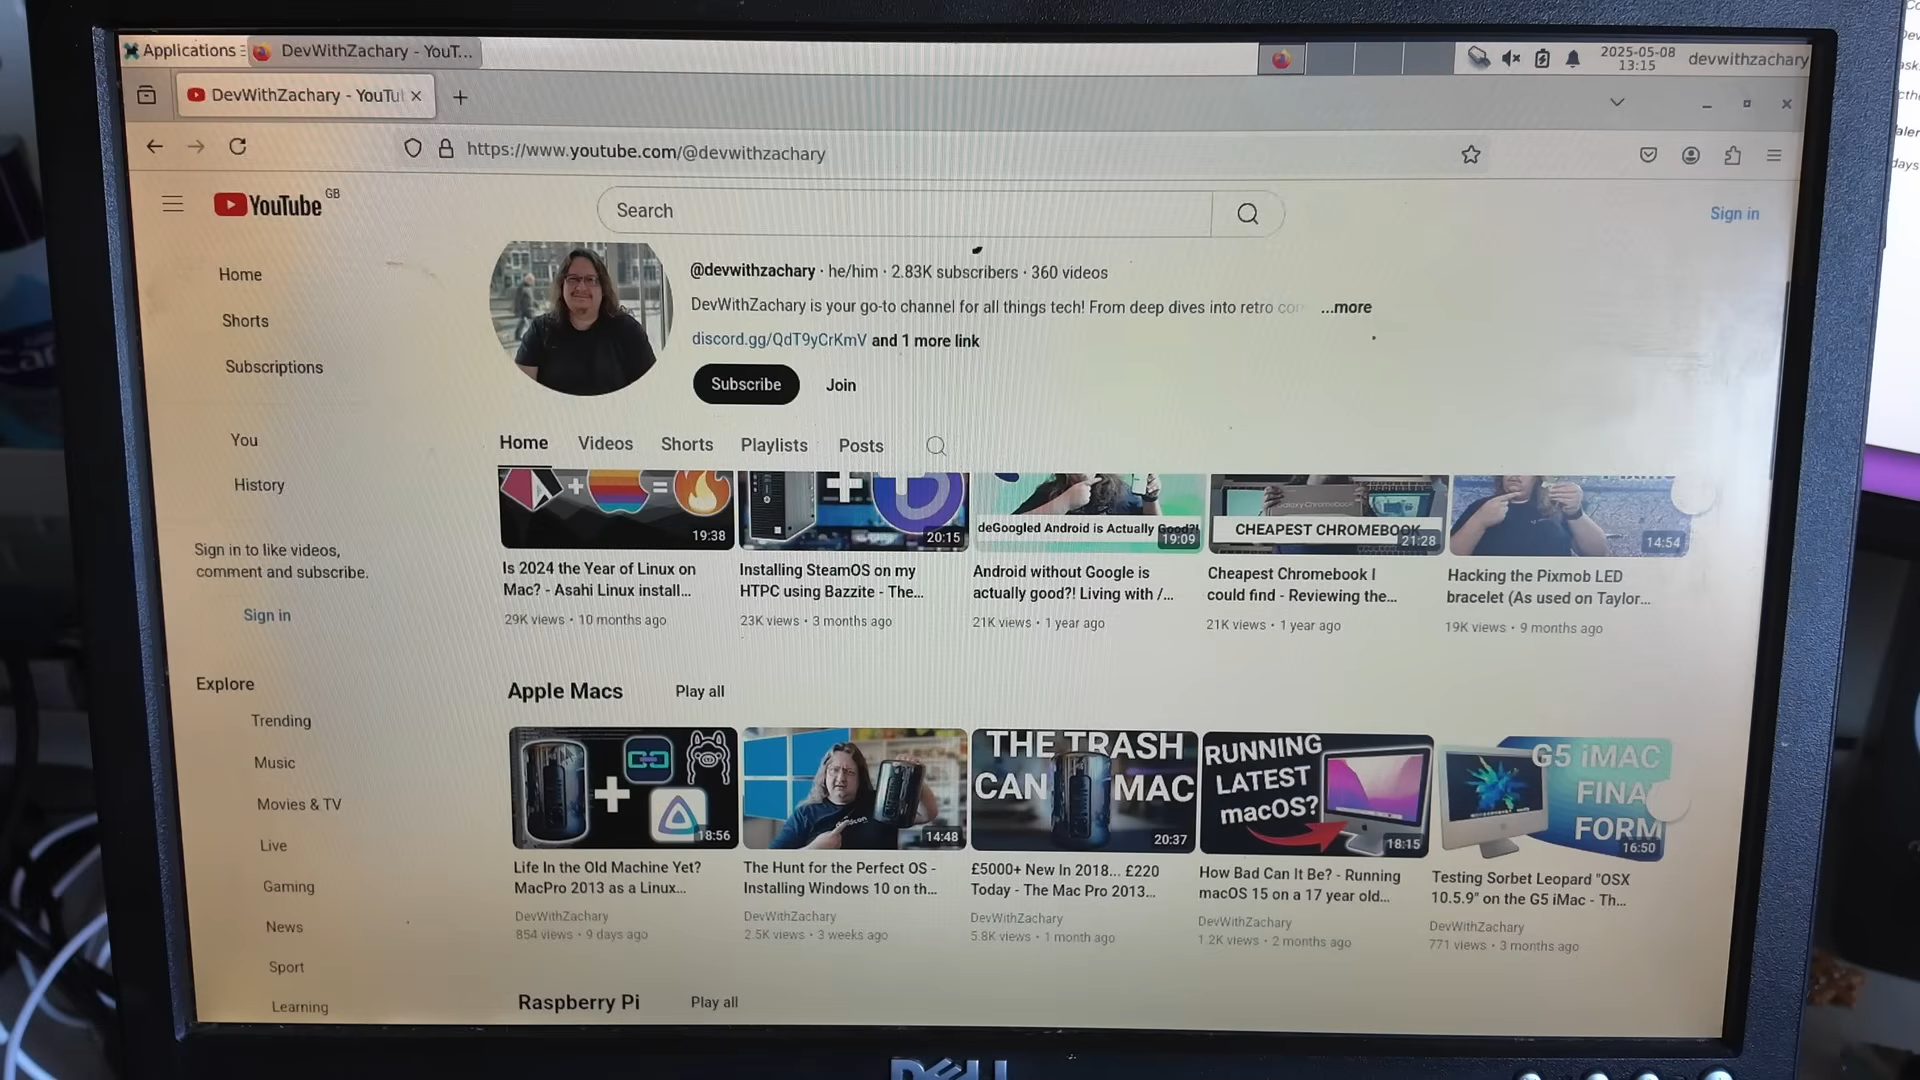 Applications
DevWithZachary - YouT...
2025-05-08
13:15
devwithzachary
DevWithZachary - YouTu
https://www.youtube.com/@devwithzachary
YouTube GB
Search
Sign in
Home
Shorts
Subscriptions
You
History
Sign in to like videos,
comment and subscribe.
Sign in
Explore
Trending
Music
Movies & TV
Live
Gaming
News
Sport
Learning
@devwithzachary · he/him · 2.83K subscribers · 360 videos
DevWithZachary is your go-to channel for all things tech! From deep dives into retro ...more
discord.gg/QdT9yCrKmV and 1 more link
Subscribe
Join
Home Videos Shorts Playlists Posts
19:38
20:15
deGoogled Android is Actually Good?!
19:09
CHEAPEST CHROMEBOOK
21:28
14:54
Is 2024 the Year of Linux on
Mac? - Asahi Linux install...
29K views • 10 months ago
Installing SteamOS on my
HTPC using Bazzite - The...
23K views • 3 months ago
Android without Google is
actually good?! Living with /...
21K views • 1 year ago
Cheapest Chromebook I
could find - Reviewing the...
21K views • 1 year ago
Hacking the Pixmob LED
bracelet (As used on Taylor...
19K views • 9 months ago
Apple Macs
Play all
18:56
14:48
THE TRASH
CAN MAC
20:37
RUNNING
LATEST
macOS?
18:15
G5 iMAC
FINAL
FORM
16:50
Life In the Old Machine Yet?
MacPro 2013 as a Linux...
DevWithZachary
854 views • 9 days ago
The Hunt for the Perfect OS -
Installing Windows 10 on th...
DevWithZachary
2.5K views • 3 weeks ago
£5000+ New In 2018... £220
Today - The Mac Pro 2013...
DevWithZachary
5.8K views • 1 month ago
How Bad Can It Be? - Running
macOS 15 on a 17 year old...
DevWithZachary
1.2K views • 2 months ago
Testing Sorbet Leopard "OSX
10.5.9" on the G5 iMac - Th...
DevWithZachary
771 views • 3 months ago
Raspberry Pi
Play all
DELL